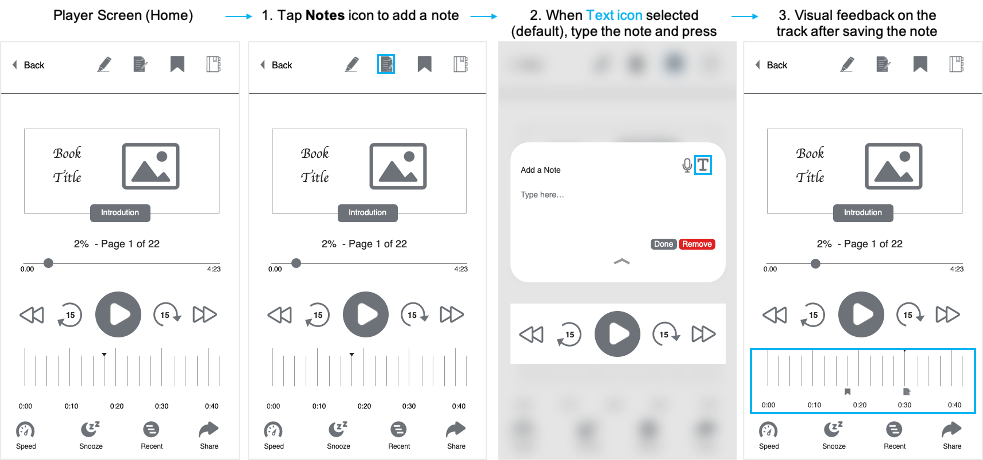 Player Screen (Home)
1. Tap Notes icon to add a note
2. When Text icon selected
(default), type the note and press
3. Visual feedback on the
track after saving the note
Back
Book
Title
Introdution
2% - Page 1 of 22
0.00
4:23
15
15
0:00
0:10
0:20
0:30
0:40
Speed
Snooze
Recent
Share
Back
Book
Title
Introdution
2% - Page 1 of 22
0.00
4:23
15
15
0:00
0:10
0:20
0:30
0:40
Speed
Snooze
Recent
Share
Add a Note
T
Type here...
Done
Remove
15
15
Back
Book
Title
Introdution
2% - Page 1 of 22
0.00
4:23
15
15
0:00
0:10
0:20
0:30
0:40
Speed
Snooze
Recent
Share